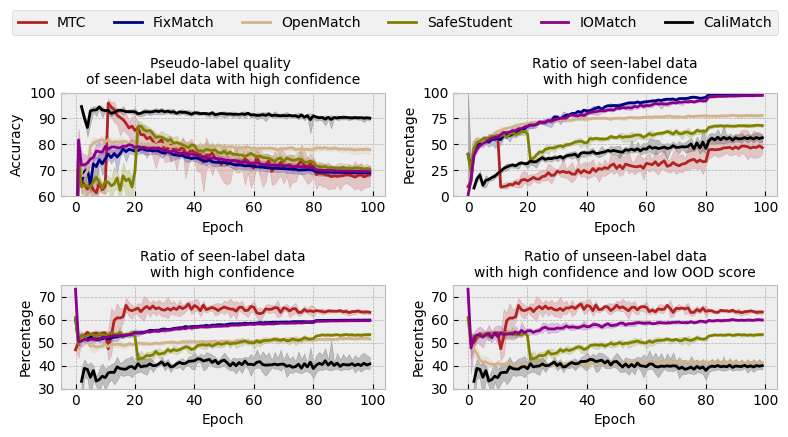 MTC FixMatch OpenMatch SafeStudent IOMatch CaliMatch
Pseudo-label quality
of seen-label data with high confidence
100
90
80
70
60
Accuracy
0 20 40 60 80 100
Epoch
Ratio of seen-label data
with high confidence
100
75
50
25
0
Percentage
0 20 40 60 80 100
Epoch
Ratio of seen-label data
with high confidence
70
60
50
40
30
Percentage
0 20 40 60 80 100
Epoch
Ratio of unseen-label data
with high confidence and low OOD score
70
60
50
40
30
Percentage
0 20 40 60 80 100
Epoch